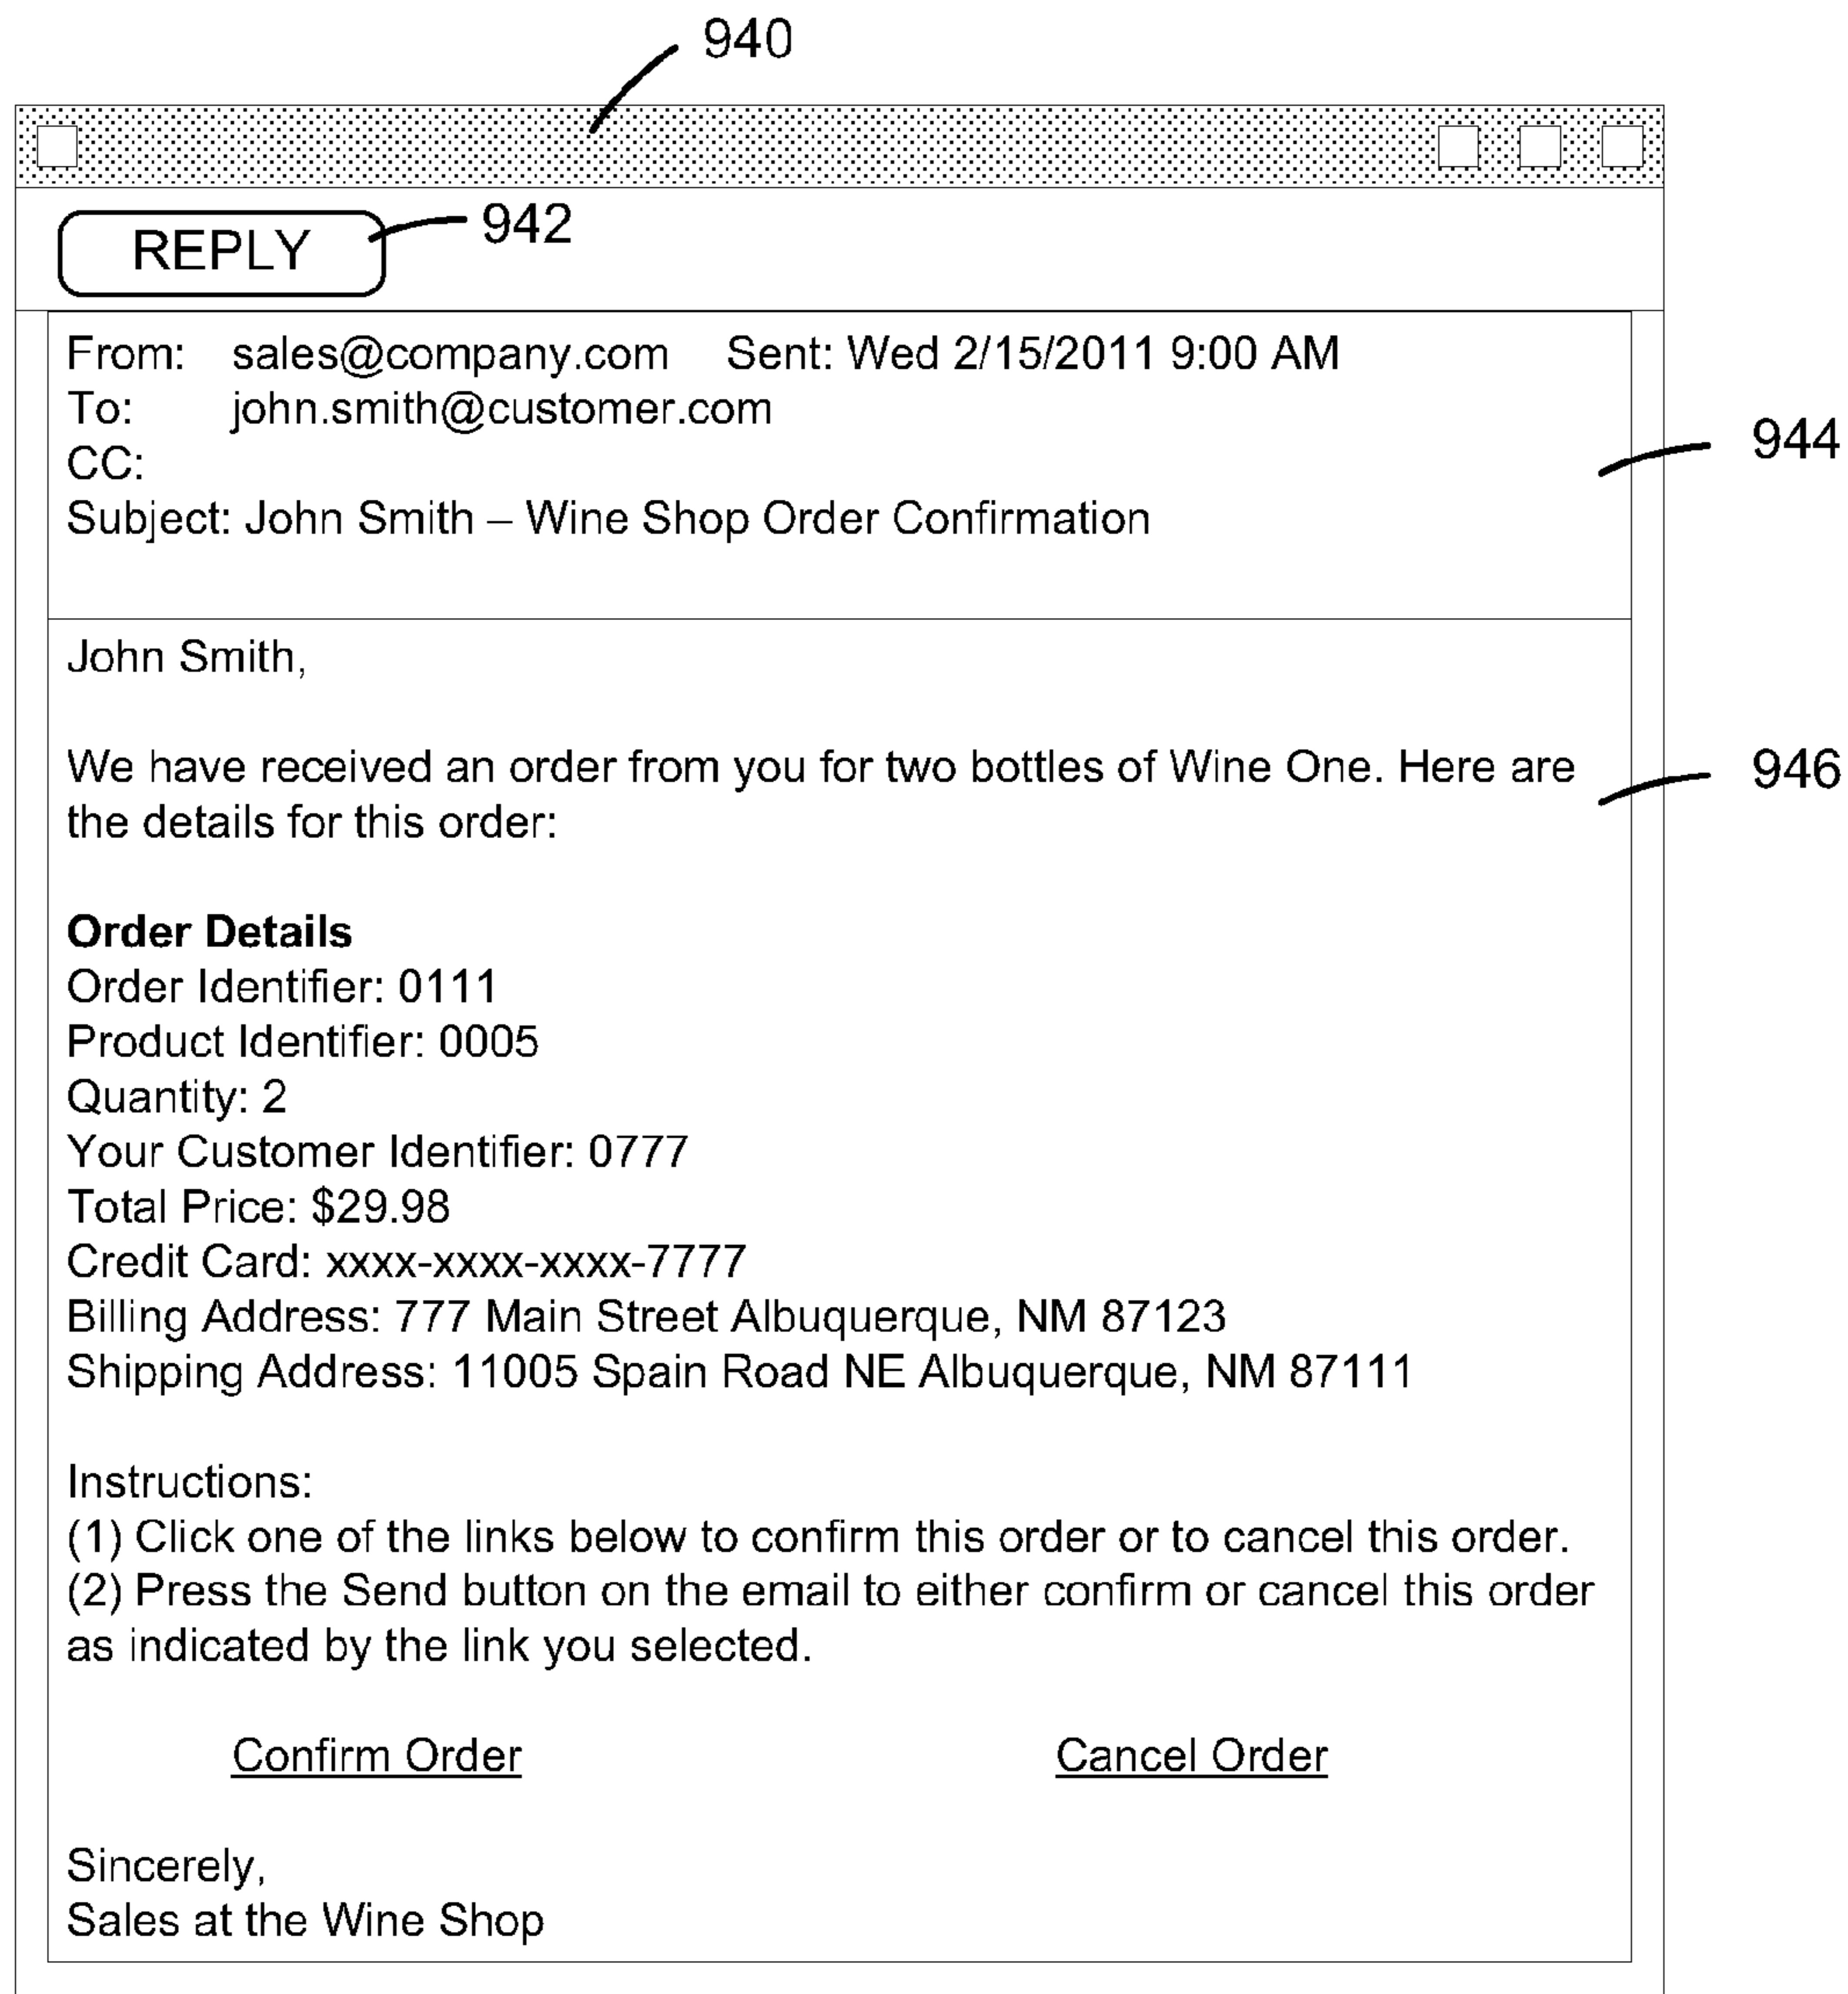 940
REPLY 942
From: sales@company.com Sent: Wed 2/15/2011 9:00 AM
To: john.smith@customer.com
CC:
944
Subject: John Smith – Wine Shop Order Confirmation
John Smith,
We have received an order from you for two bottles of Wine One. Here are
946
the details for this order:
Order Details
Order Identifier: 0111
Product Identifier: 0005
Quantity: 2
Your Customer Identifier: 0777
Total Price: $29.98
Credit Card: xxxx-xxxx-xxxx-7777
Billing Address: 777 Main Street Albuquerque, NM 87123
Shipping Address: 11005 Spain Road NE Albuquerque, NM 87111
Instructions:
(1) Click one of the links below to confirm this order or to cancel this order.
(2) Press the Send button on the email to either confirm or cancel this order
as indicated by the link you selected.
Confirm Order Cancel Order
Sincerely,
Sales at the Wine Shop